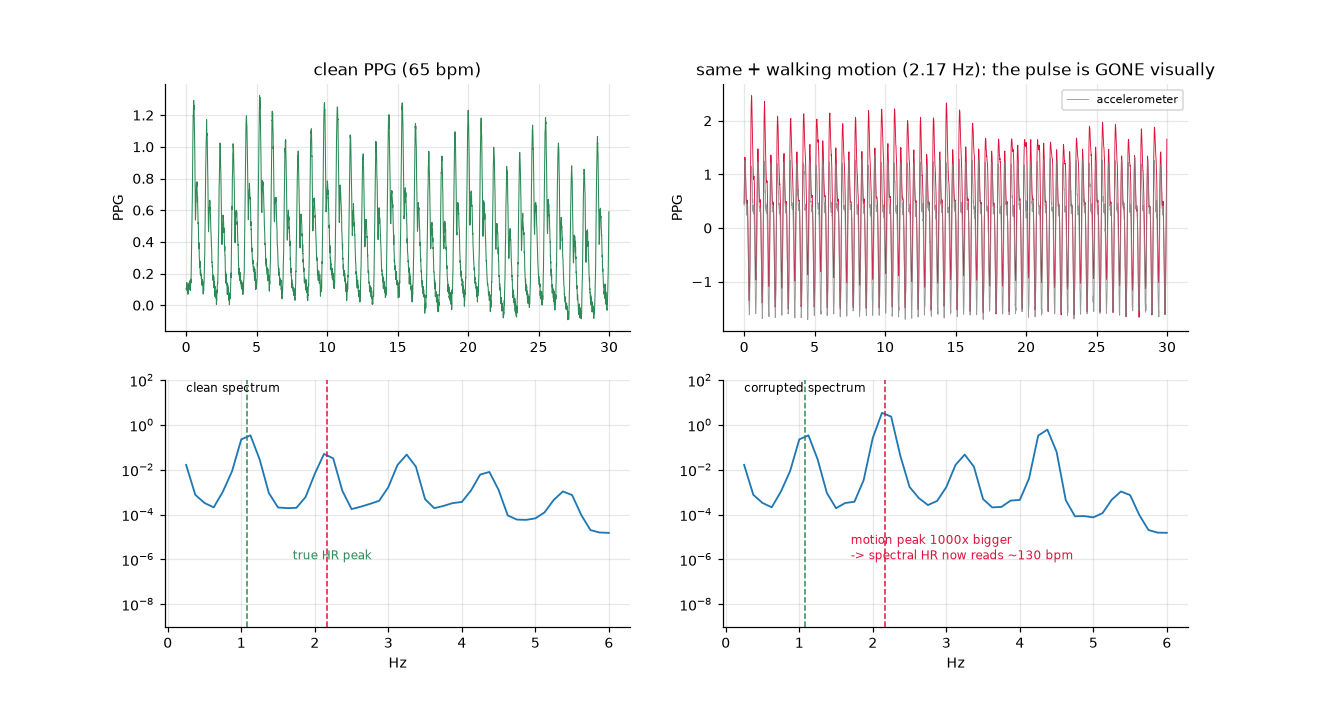 clean PPG (65 bpm)
PPG
1.2
1.0
0.8
0.6
0.4
0.2
0.0
0 5 10 15 20 25 30
same + walking motion (2.17 Hz): the pulse is GONE visually
accelerometer
PPG
2
1
0
−1
0 5 10 15 20 25 30
clean spectrum
10²
10⁰
10⁻²
10⁻⁴
10⁻⁶
10⁻⁸
true HR peak
0 1 2 3 4 5 6
Hz
corrupted spectrum
10²
10⁰
10⁻²
10⁻⁴
10⁻⁶
10⁻⁸
motion peak 1000x bigger
-> spectral HR now reads ~130 bpm
0 1 2 3 4 5 6
Hz